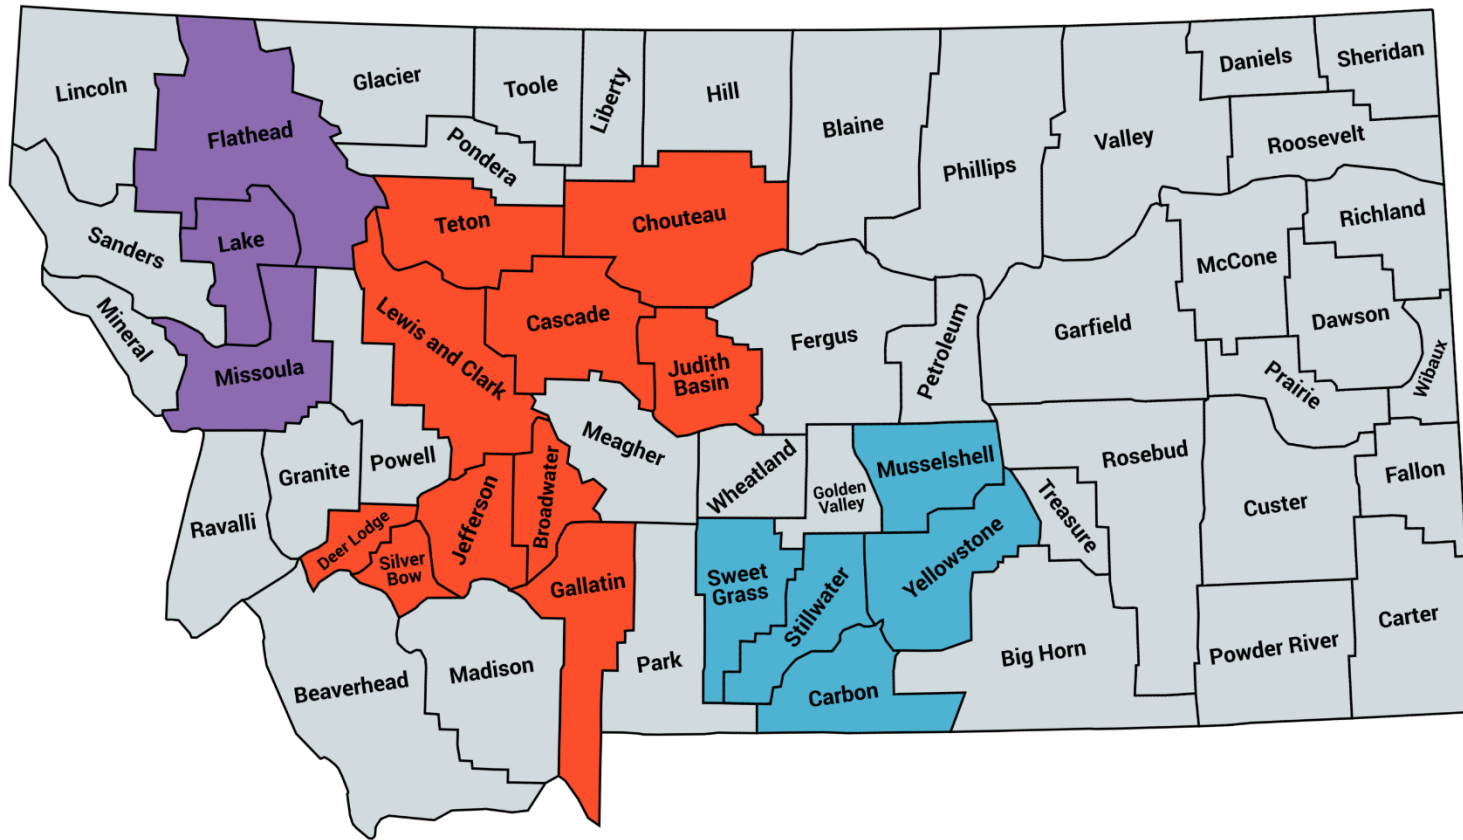 Lincoln
Flathead
Glacier
Toole
Liberty
Hill
Blaine
Phillips
Valley
Daniels
Sheridan
Roosevelt
Pondera
Teton
Chouteau
Sanders
Lake
Richland
McCone
Mineral
Missoula
Lewis and Clark
Cascade
Judith
Basin
Fergus
Petroleum
Garfield
Dawson
Wibaux
Prairie
Ravalli
Granite
Powell
Meagher
Wheatland
Golden
Valley
Musselshell
Rosebud
Treasure
Custer
Fallon
Deer Lodge
Silver
Bow
Jefferson
Broadwater
Gallatin
Sweet
Grass
Stillwater
Yellowstone
Beaverhead
Madison
Park
Carbon
Big Horn
Powder River
Carter